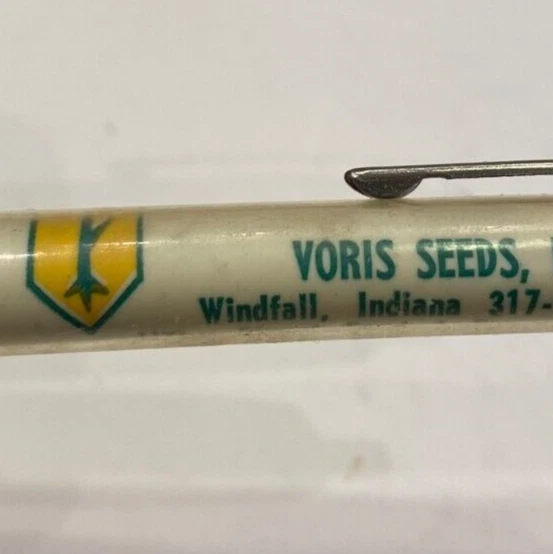 VORIS SEEDS,
Windfall, Indiana 317-